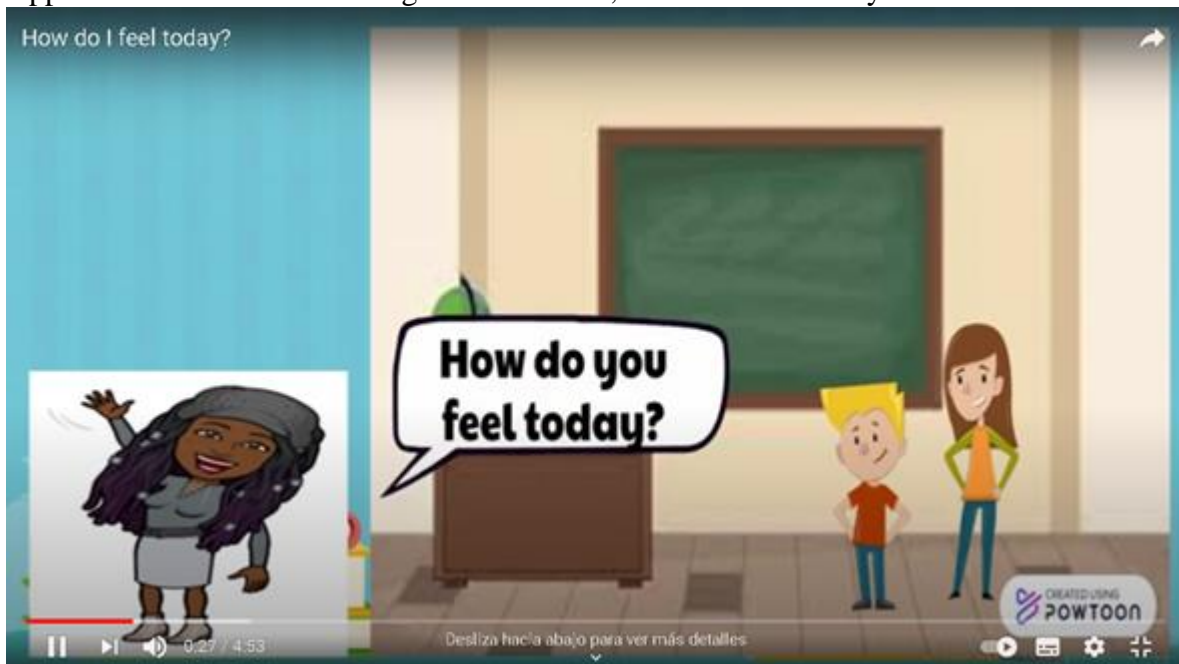 How do I feel today?
How do you
feel today?
CREATED USING
POWTOON
0:27 / 4:53
Desliza hacia abajo para ver más detalles